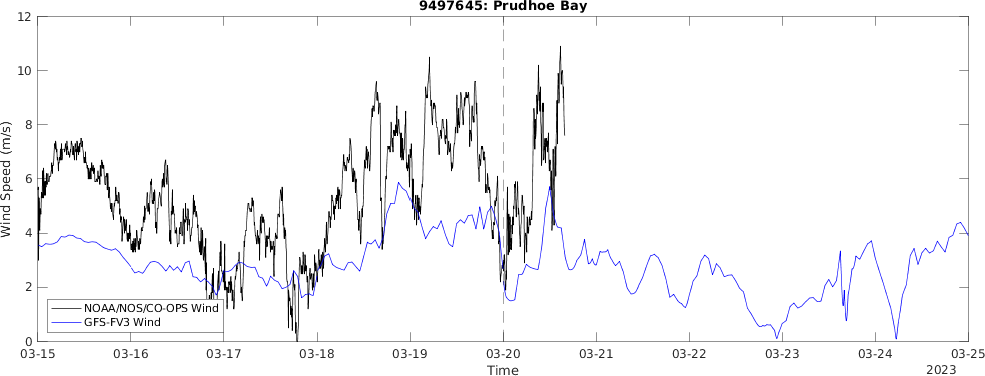 9497645: Prudhoe Bay
12
10
8
6
4
2
0
Wind Speed (m/s)
NOAA/NOS/CO-OPS Wind
GFS-FV3 Wind
03-15 03-16 03-17 03-18 03-19 03-20 03-21 03-22 03-23 03-24 03-25
Time
2023